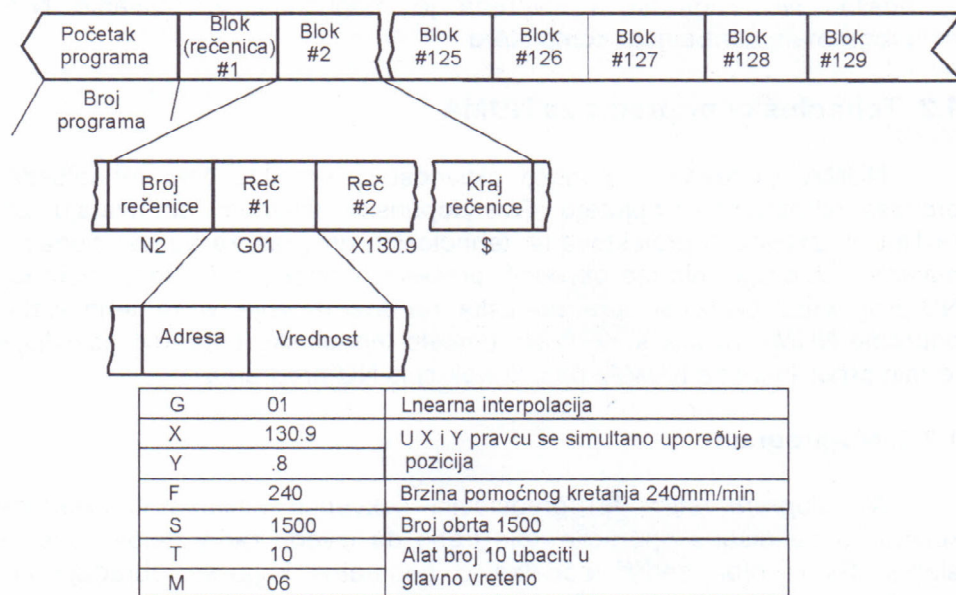 Početak
programa
Blok
(rečenica)
#1
Blok
#2
Blok
#125
Blok
#126
Blok
#127
Blok
#128
Blok
#129
Broj
programa
Broj
rečenice
Reč
#1
Reč
#2
Kraj
rečenice
N2 G01 X130.9 $
Adresa Vrednost
G 01 Lnearna interpolacija
X 130.9 U X i Y pravcu se simultano uporeðuje
Y .8 pozicija
F 240 Brzina pomoćnog kretanja 240mm/min
S 1500 Broj obrta 1500
T 10 Alat broj 10 ubaciti u
M 06 glavno vreteno